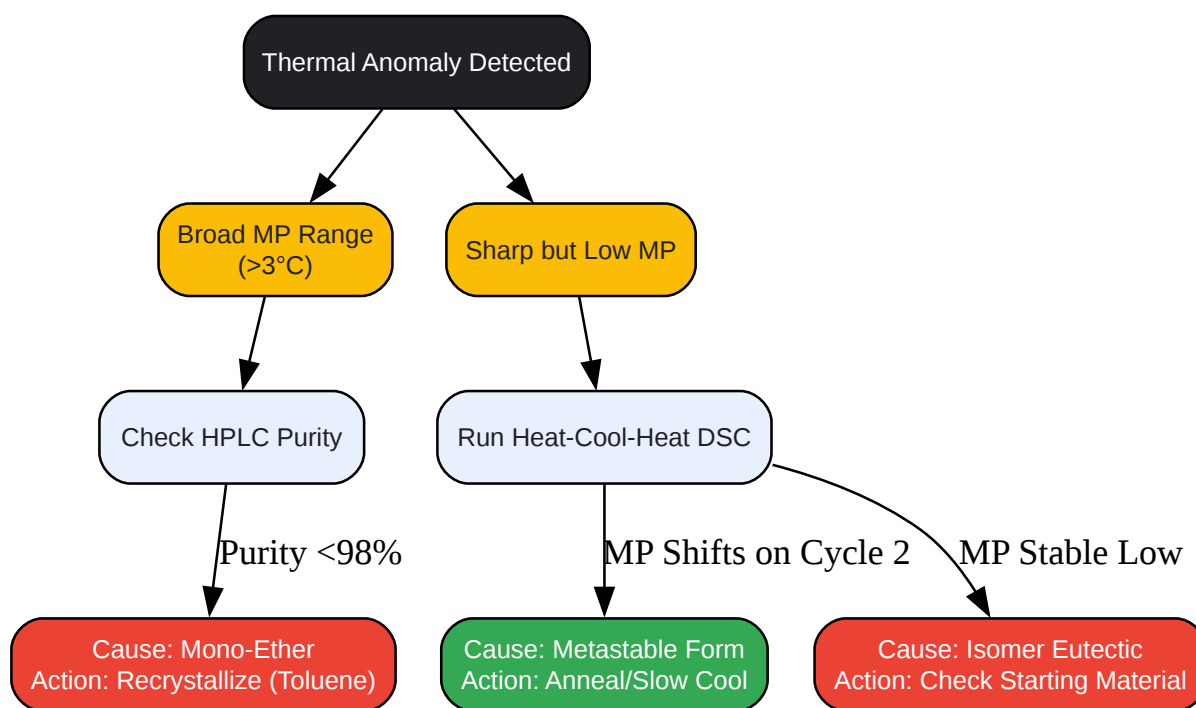 Thermal Anomaly Detected
Broad MP Range
(>3°C)
Sharp but Low MP
Check HPLC Purity
Run Heat-Cool-Heat DSC
Purity <98%
MP Shifts on Cycle 2
MP Stable Low
Cause: Mono-Ether
Action: Recrystallize (Toluene)
Cause: Metastable Form
Action: Anneal/Slow Cool
Cause: Isomer Eutectic
Action: Check Starting Material